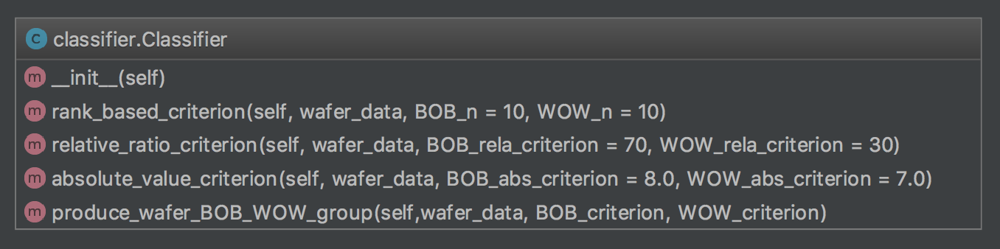 C classifier.Classifier
m __init__(self)
m rank_based_criterion(self, wafer_data, BOB_n = 10, WOW_n = 10)
m relative_ratio_criterion(self, wafer_data, BOB_rela_criterion = 70, WOW_rela_criterion = 30)
m absolute_value_criterion(self, wafer_data, BOB_abs_criterion = 8.0, WOW_abs_criterion = 7.0)
m produce_wafer_BOB_WOW_group(self,wafer_data, BOB_criterion, WOW_criterion)